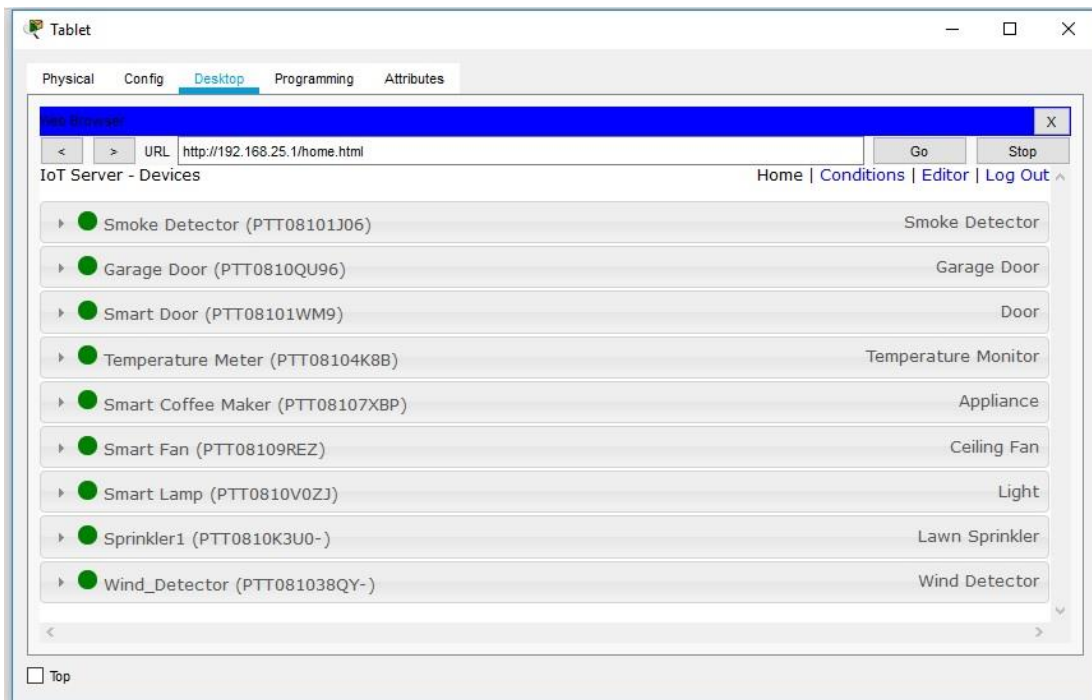 Tablet
Physical Config Desktop Programming Attributes
Web Browser X
< > URL http://192.168.25.1/home.html Go Stop
IoT Server - Devices Home | Conditions | Editor | Log Out
Smoke Detector (PTT08101J06) Smoke Detector
Garage Door (PTT0810QU96) Garage Door
Smart Door (PTT08101WM9) Door
Temperature Meter (PTT08104K8B) Temperature Monitor
Smart Coffee Maker (PTT08107XBP) Appliance
Smart Fan (PTT08109REZ) Ceiling Fan
Smart Lamp (PTT0810V0ZJ) Light
Sprinkler1 (PTT0810K3U0-) Lawn Sprinkler
Wind_Detector (PTT081038QY-) Wind Detector
Top